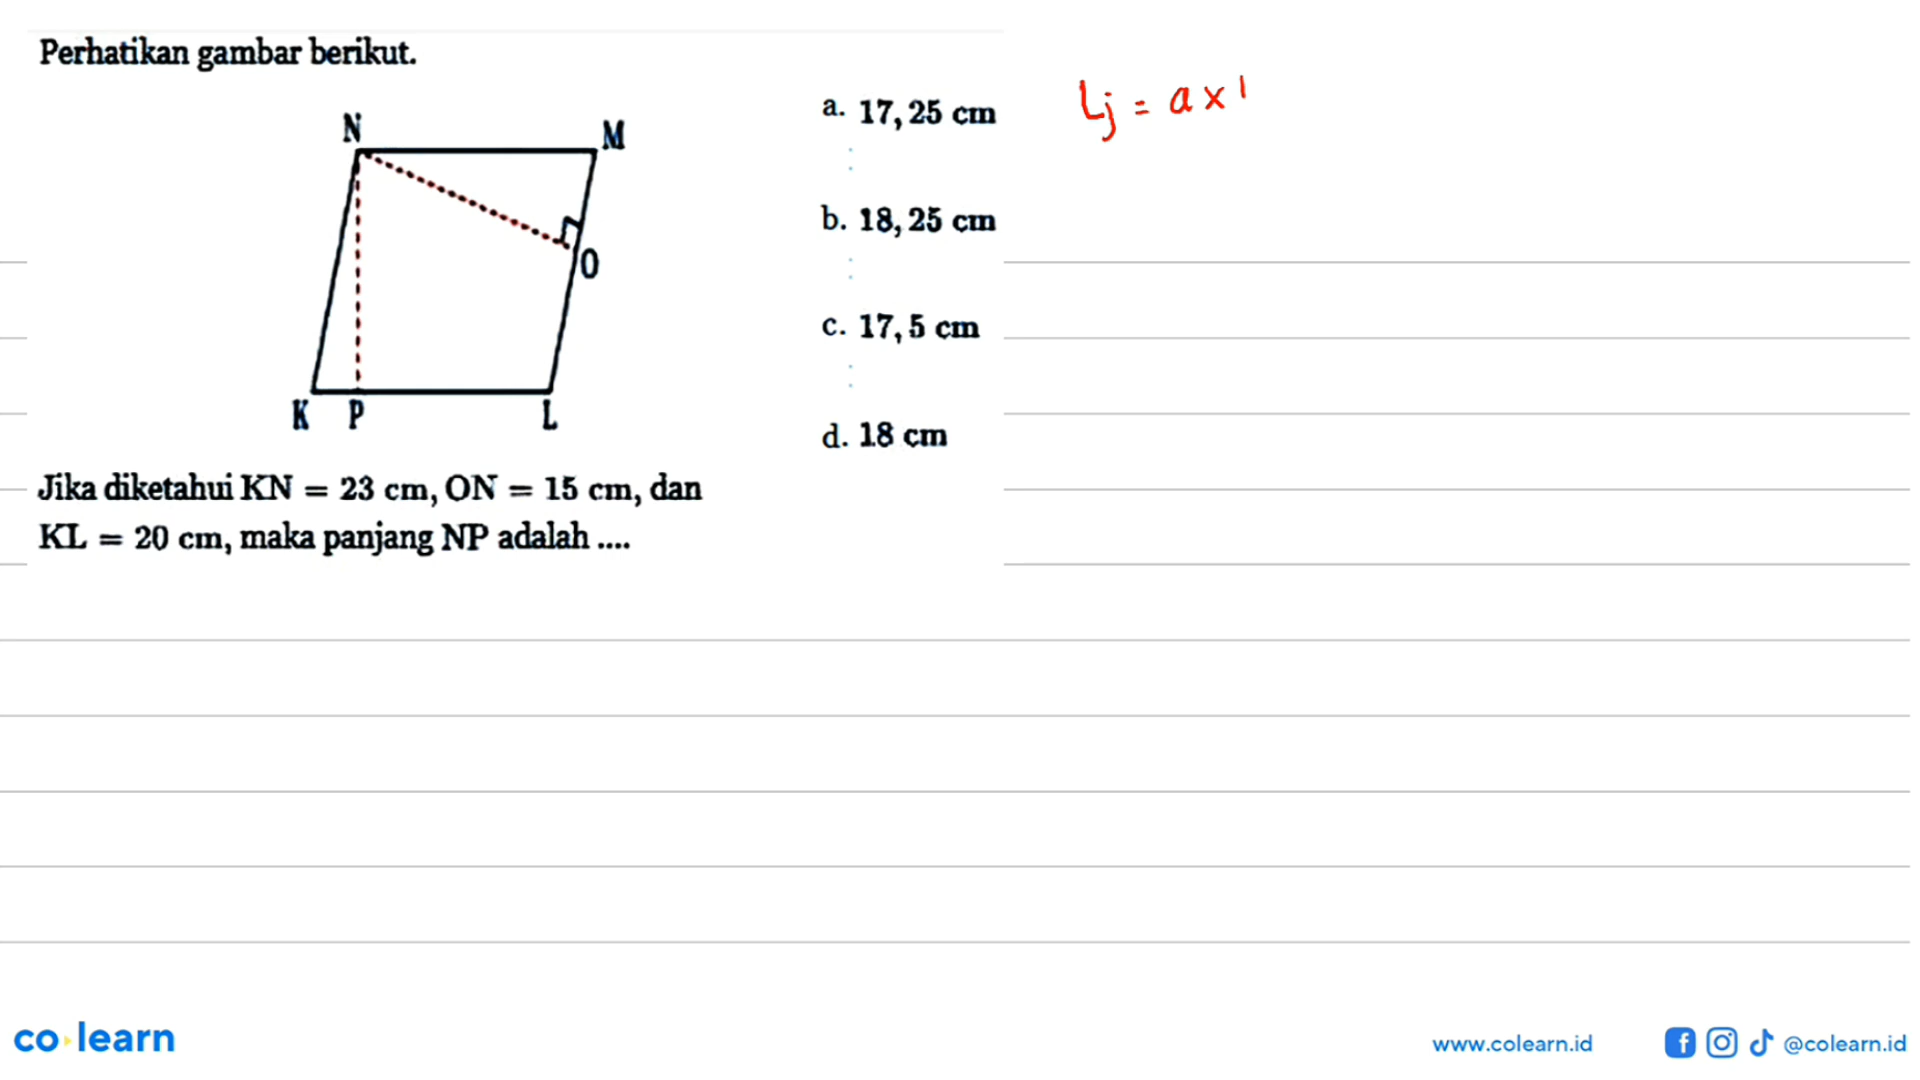 Perhatikan gambar berikut.
N
M
O
K P L
Jika diketahui KN = 23 cm, ON = 15 cm, dan
KL = 20 cm, maka panjang NP adalah ....
a. 17,25 cm
b. 18,25 cm
c. 17,5 cm
d. 18 cm
Lj = a x
co learn
www.colearn.id
@colearn.id